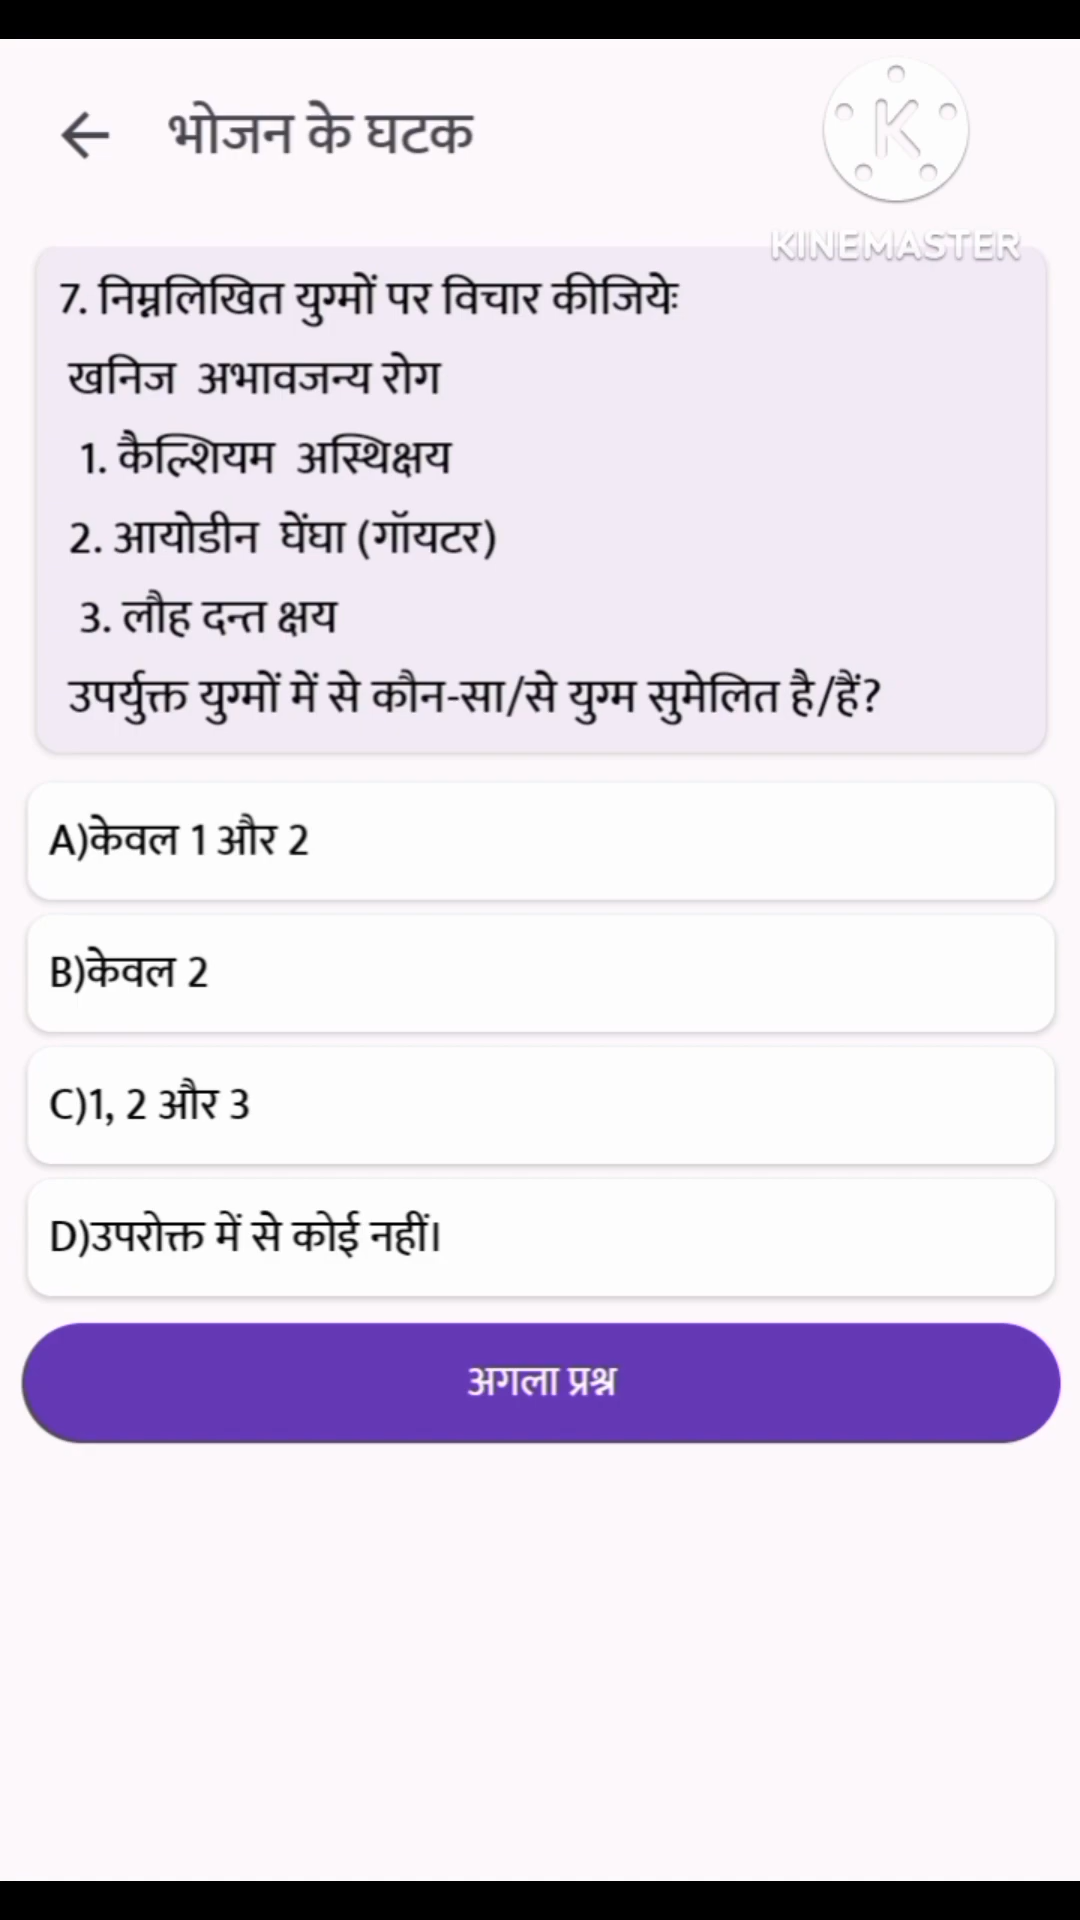 भोजन के घटक
K
KINEMASTER
7. निम्नलिखित युग्मों पर विचार कीजियेः
खनिज  अभावजन्य रोग
1. कैल्शियम  अस्थिक्षय
2. आयोडीन  घेंघा (गॉयटर)
3. लौह दन्त क्षय
उपर्युक्त युग्मों में से कौन-सा/से युग्म सुमेलित है/हैं?
A)केवल 1 और 2
B)केवल 2
C)1, 2 और 3
D)उपरोक्त में से कोई नहीं।
अगला प्रश्न